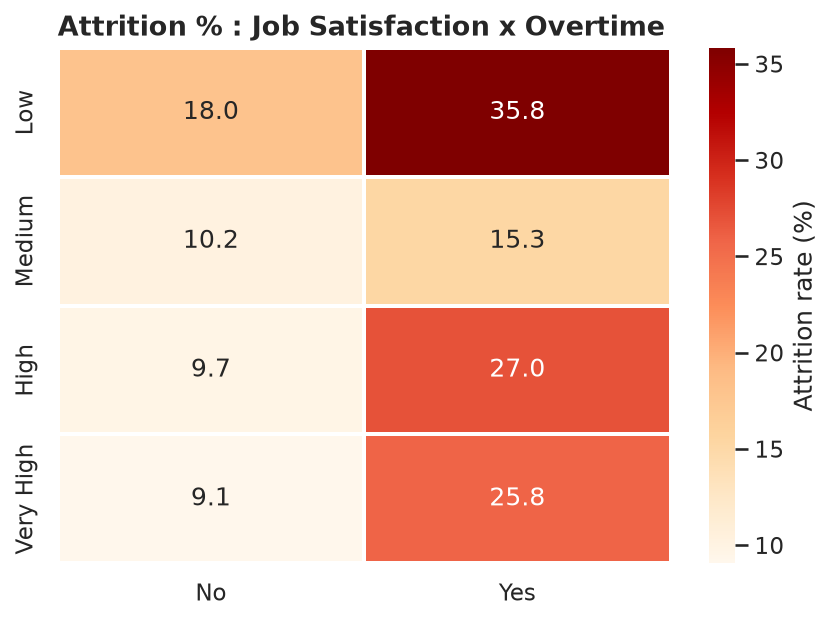 Attrition % : Job Satisfaction x Overtime
Low 18.0 35.8
Medium 10.2 15.3
High 9.7 27.0
Very High 9.1 25.8
No Yes
35
30
25
20
15
10
Attrition rate (%)